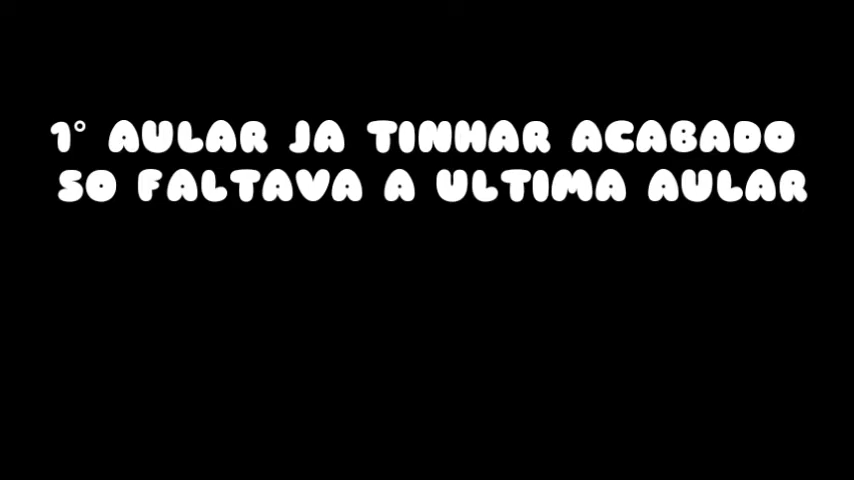 1° AULAR JA TINHAR ACABADO
SO FALTAVA A ULTIMA AULAR